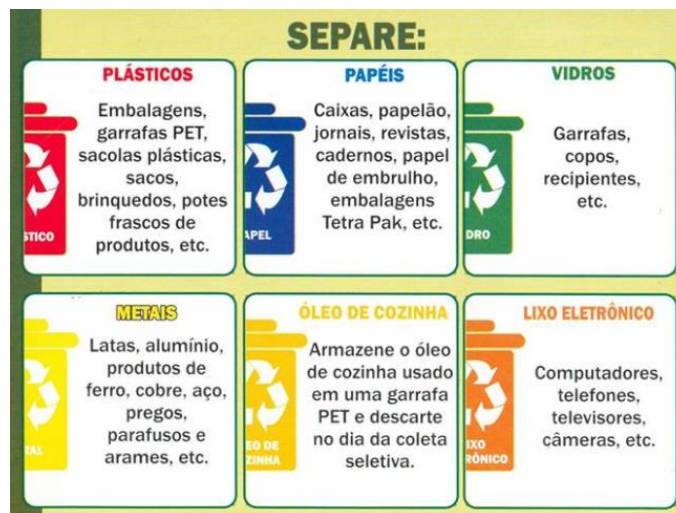 SEPARE:
PLÁSTICOS
Embalagens,
garrafas PET,
sacolas plásticas,
sacos,
brinquedos, potes
frascos de
produtos, etc.
STICO
PAPÉIS
Caixas, papelão,
jornais, revistas,
cadernos, papel
de embrulho,
embalagens
Tetra Pak, etc.
APEL
VIDROS
Garrafas,
copos,
recipientes,
etc.
DRO
METAIS
Latas, alumínio,
produtos de
ferro, cobre, aço,
pregos,
parafusos e
arames, etc.
TAL
ÓLEO DE COZINHA
Armazene o óleo
de cozinha usado
em uma garrafa
PET e descarte
no dia da coleta
seletiva.
EO DE
ZINHA
LIXO ELETRÔNICO
Computadores,
telefones,
televisores,
câmeras, etc.
IXO
RÔNICO